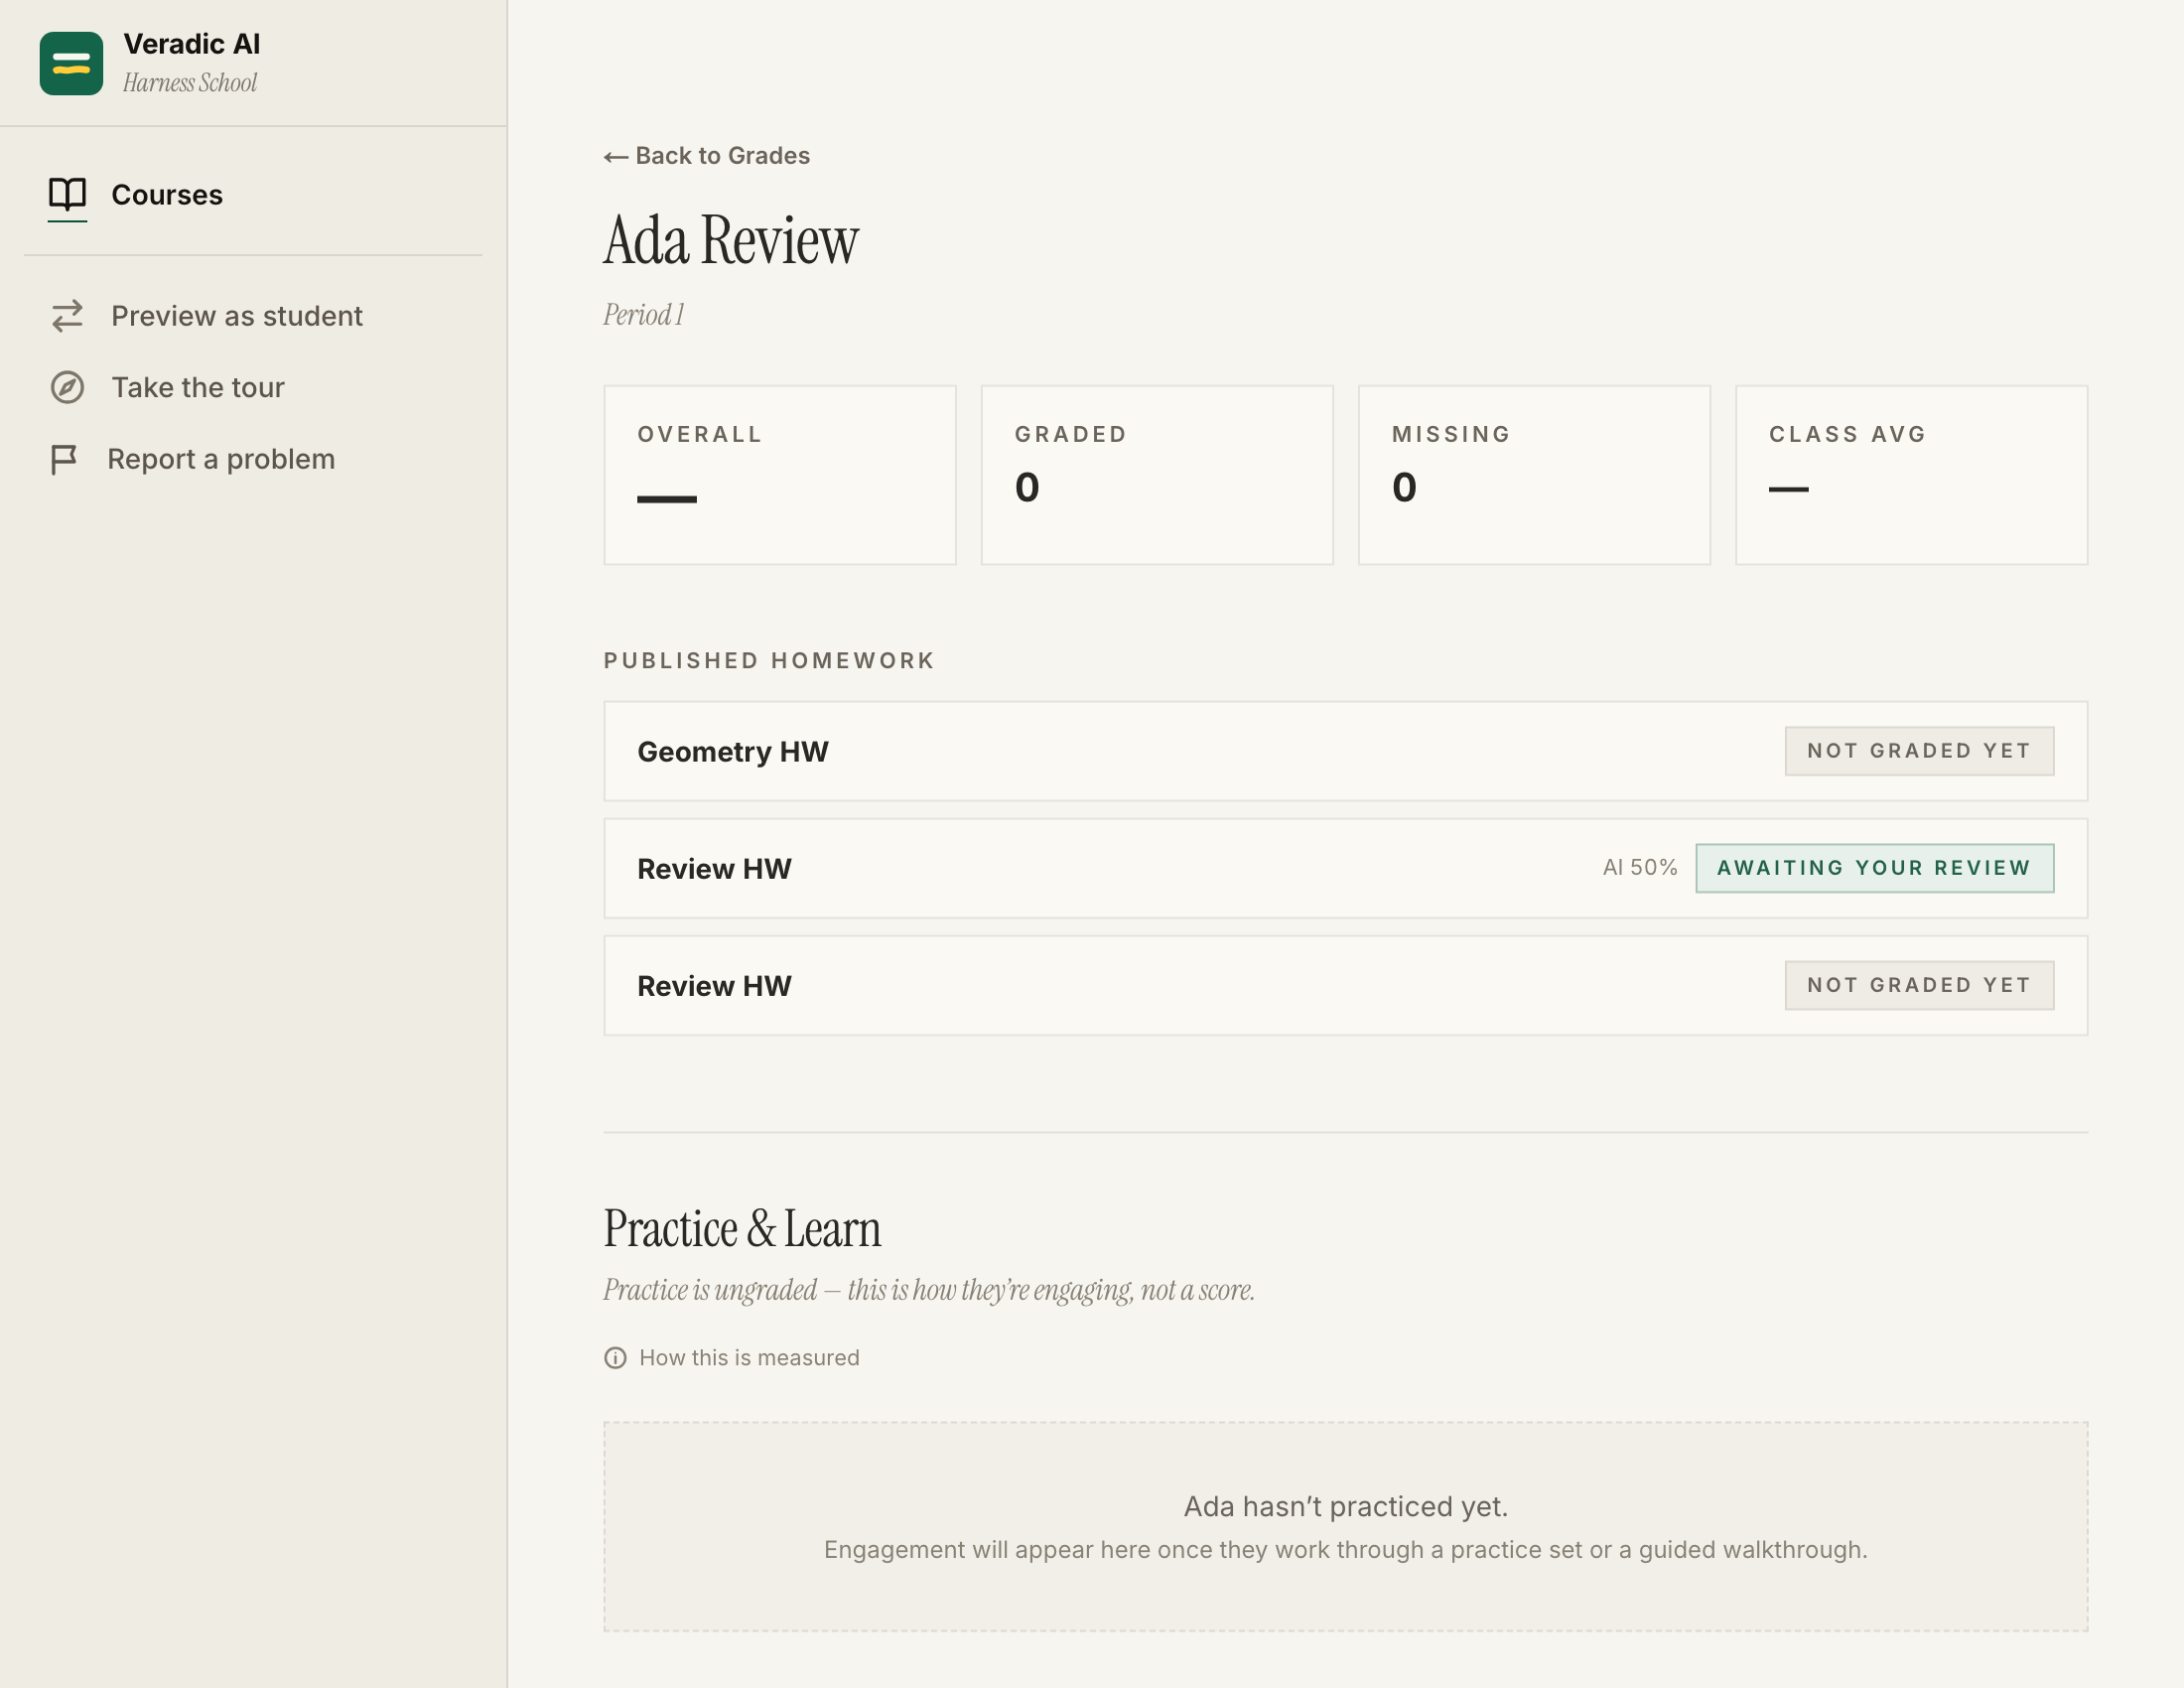 Veradic AI
Harness School
Courses
Preview as student
Take the tour
Report a problem
← Back to Grades
Ada Review
Period 1
OVERALL
—
GRADED
0
MISSING
0
CLASS AVG
—
PUBLISHED HOMEWORK
Geometry HW
NOT GRADED YET
Review HW
AI 50%
AWAITING YOUR REVIEW
Review HW
NOT GRADED YET
Practice & Learn
Practice is ungraded — this is how they’re engaging, not a score.
How this is measured
Ada hasn’t practiced yet.
Engagement will appear here once they work through a practice set or a guided walkthrough.